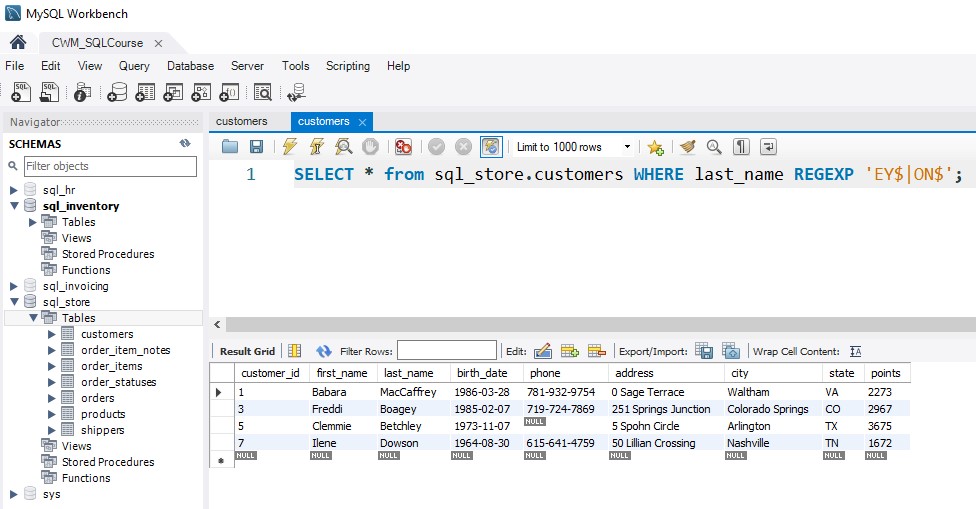 MySQL Workbench
CWM_SQLCourse
File Edit View Query Database Server Tools Scripting Help
Navigator
SCHEMAS
Filter objects
sql_hr
sql_inventory
Tables
Views
Stored Procedures
Functions
sql_invoicing
sql_store
Tables
customers
order_item_notes
order_items
order_statuses
orders
products
shippers
Views
Stored Procedures
Functions
sys
customers customers
Limit to 1000 rows
1 SELECT * from sql_store.customers WHERE last_name REGEXP 'EY$|ON$';
Result Grid Filter Rows: Edit: Export/Import: Wrap Cell Content: IA
customer_id first_name last_name birth_date phone address city state points
1 Babara MacCaffrey 1986-03-28 781-932-9754 0 Sage Terrace Waltham VA 2273
3 Freddi Boagey 1985-02-07 719-724-7869 251 Springs Junction Colorado Springs CO 2967
5 Clemmie Betchley 1973-11-07 NULL 5 Spohn Circle Arlington TX 3675
7 Ilene Dowson 1964-08-30 615-641-4759 50 Lillian Crossing Nashville TN 1672
NULL NULL NULL NULL NULL NULL NULL NULL NULL